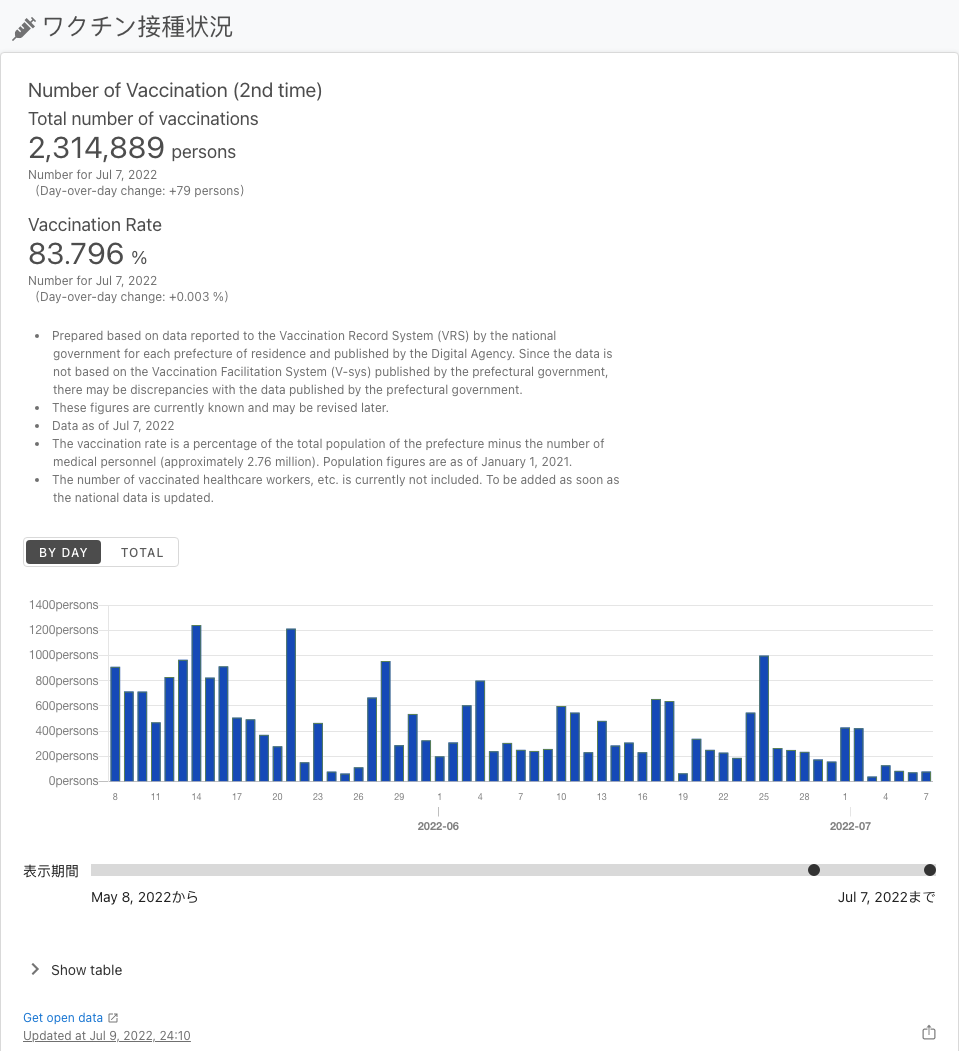 ワクチン接種状況
Number of Vaccination (2nd time)
Total number of vaccinations
2,314,889 persons
Number for Jul 7, 2022
(Day-over-day change: +79 persons)
Vaccination Rate
83.796 %
Number for Jul 7, 2022
(Day-over-day change: +0.003 %)
• Prepared based on data reported to the Vaccination Record System (VRS) by the national
government for each prefecture of residence and published by the Digital Agency. Since the data is
not based on the Vaccination Facilitation System (V-sys) published by the prefectural government,
there may be discrepancies with the data published by the prefectural government.
• These figures are currently known and may be revised later.
• Data as of Jul 7, 2022
• The vaccination rate is a percentage of the total population of the prefecture minus the number of
medical personnel (approximately 2.76 million). Population figures are as of January 1, 2021.
• The number of vaccinated healthcare workers, etc. is currently not included. To be added as soon as
the national data is updated.
BY DAY TOTAL
1400persons
1200persons
1000persons
800persons
600persons
400persons
200persons
0persons
8 11 14 17 20 23 26 29 1 4 7 10 13 16 19 22 25 28 1 4 7
2022-06 2022-07
表示期間
May 8, 2022から Jul 7, 2022まで
Show table
Get open data
Updated at Jul 9, 2022, 24:10